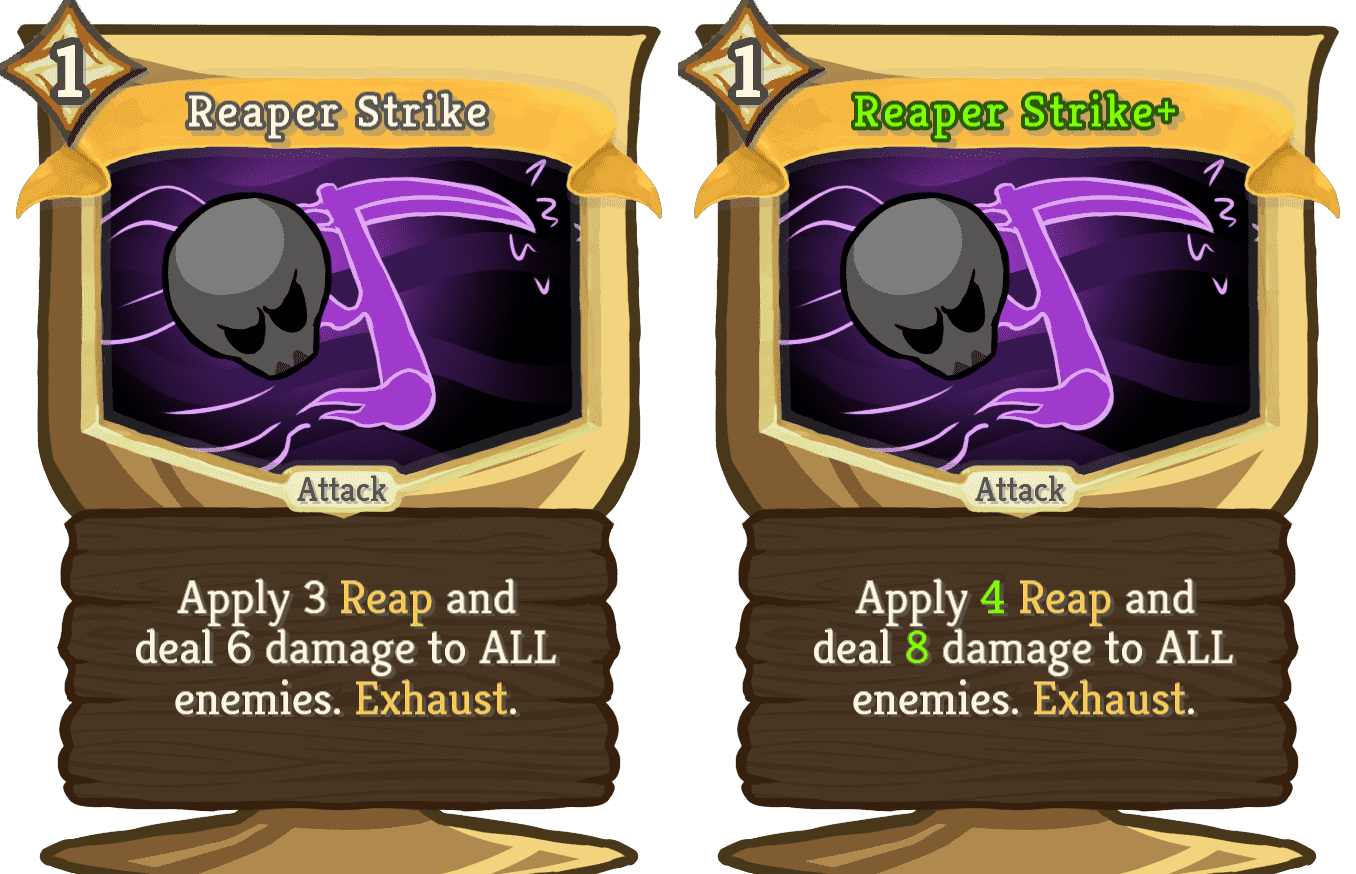 1
Reaper Strike
Attack
Apply 3 Reap and
deal 6 damage to ALL
enemies. Exhaust.
1
Reaper Strike+
Attack
Apply 4 Reap and
deal 8 damage to ALL
enemies. Exhaust.